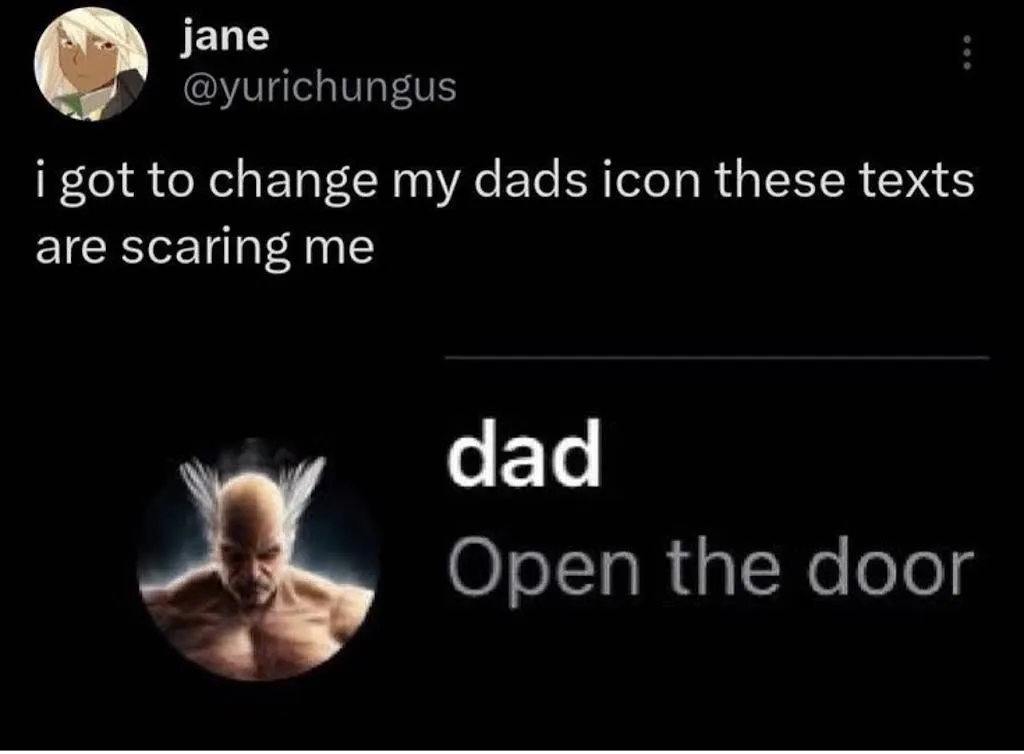 jane
@yurichungus
i got to change my dads icon these texts
are scaring me
dad
Open the door